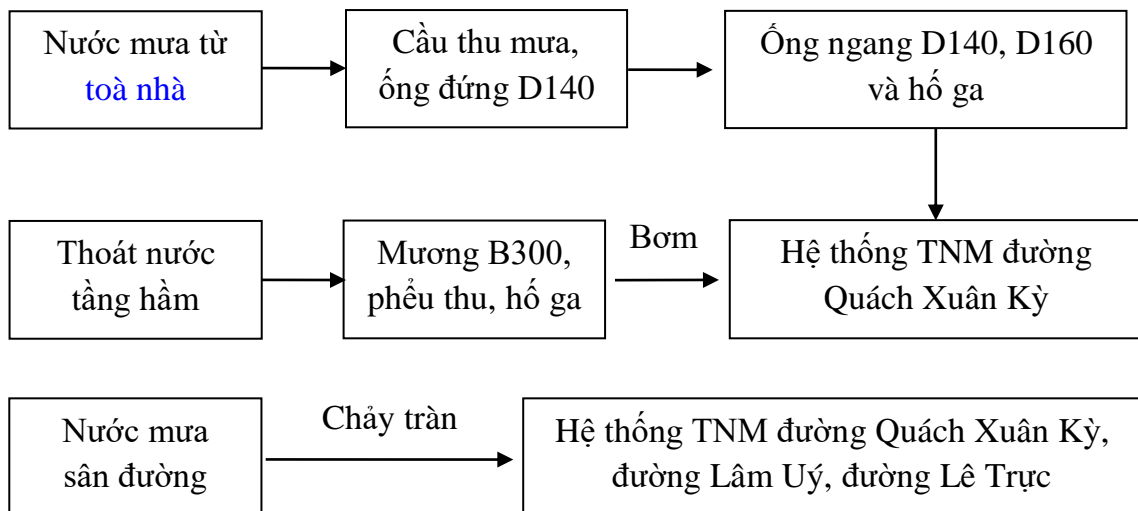 Nước mưa từ
toà nhà
Cầu thu mưa,
ống đứng D140
Ống ngang D140, D160
và hố ga
Thoát nước
tầng hầm
Mương B300,
phểu thu, hố ga
Bơm
Hệ thống TNM đường
Quách Xuân Kỳ
Nước mưa
sân đường
Chảy tràn
Hệ thống TNM đường Quách Xuân Kỳ,
đường Lâm Uý, đường Lê Trực